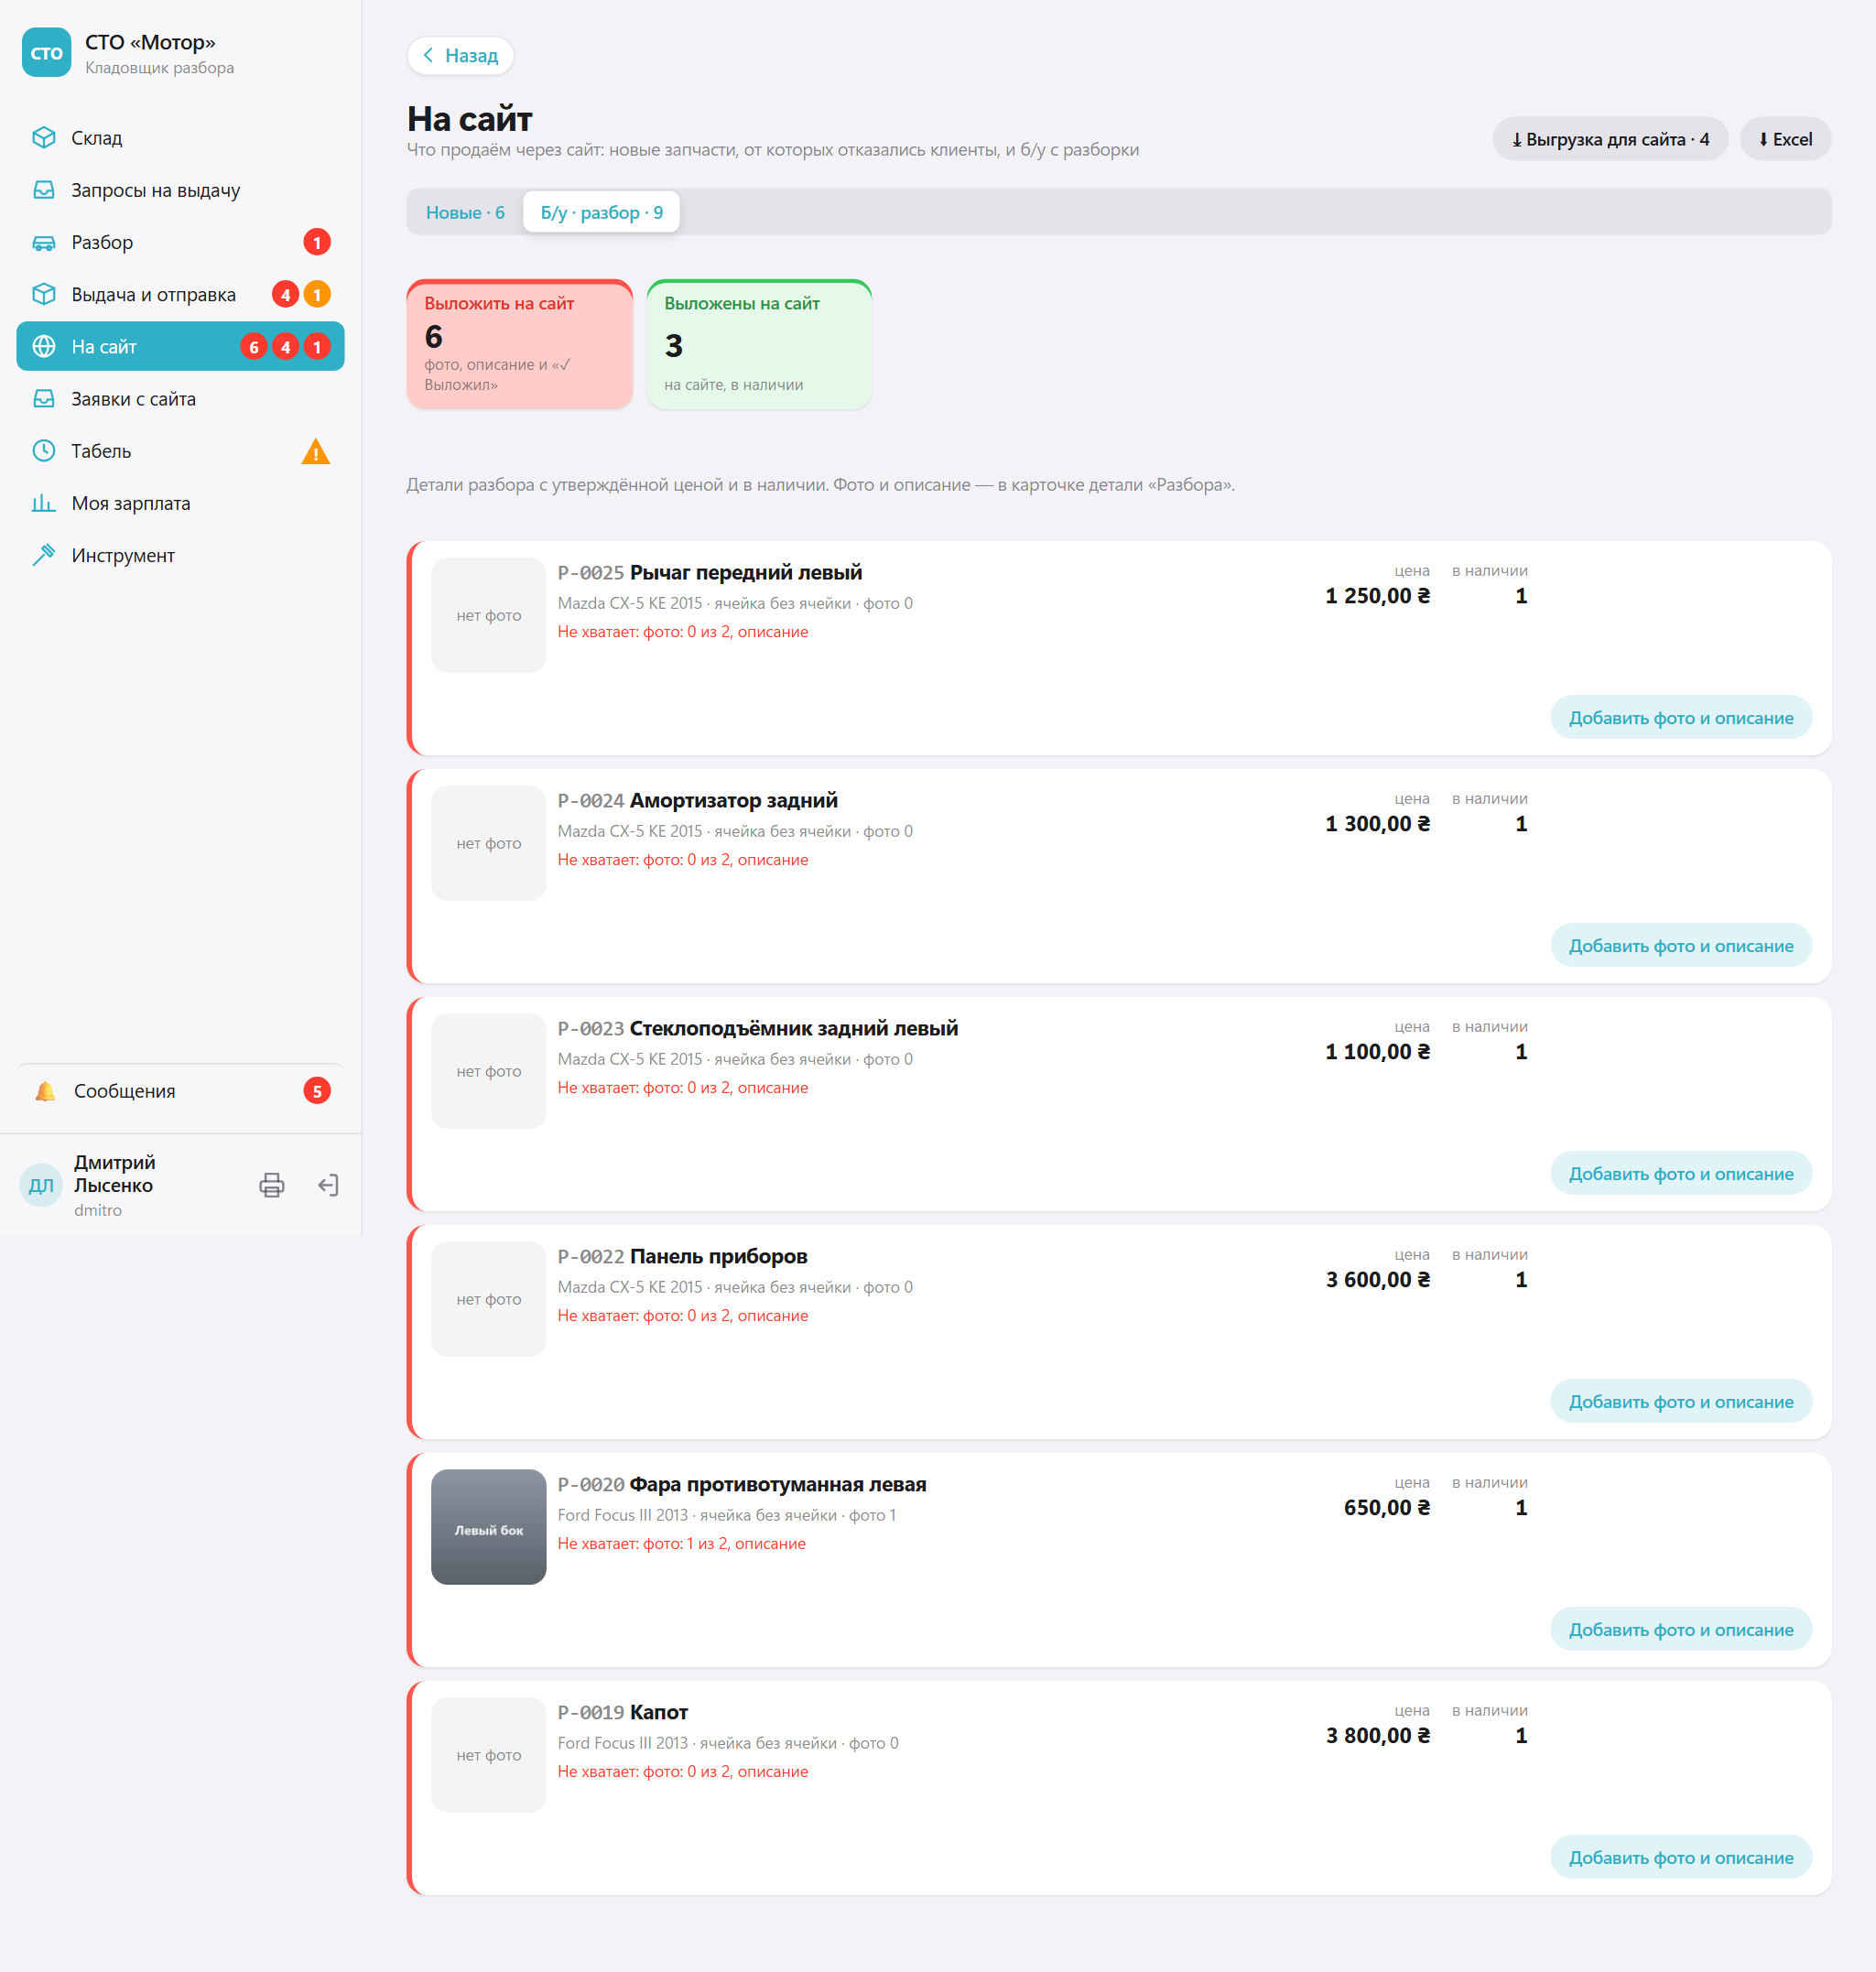 СТО
СТО «Мотор»
Кладовщик разбора
Склад
Запросы на выдачу
Разбор 1
Выдача и отправка 4 1
На сайт 6 4 1
Заявки с сайта
Табель
Моя зарплата
Инструмент
Сообщения 5
ДЛ
Дмитрий
Лысенко
dmitro
Назад
На сайт
Что продаём через сайт: новые запчасти, от которых отказались клиенты, и б/у с разборки
⤓ Выгрузка для сайта · 4
⬇ Excel
Новые · 6
Б/у · разбор · 9
Выложить на сайт
6
фото, описание и «✓
Выложил»
Выложены на сайт
3
на сайте, в наличии
Детали разбора с утверждённой ценой и в наличии. Фото и описание — в карточке детали «Разбора».
нет фото
P-0025 Рычаг передний левый
Mazda CX-5 KE 2015 · ячейка без ячейки · фото 0
Не хватает: фото: 0 из 2, описание
цена
1 250,00 ₴
в наличии
1
Добавить фото и описание
нет фото
P-0024 Амортизатор задний
Mazda CX-5 KE 2015 · ячейка без ячейки · фото 0
Не хватает: фото: 0 из 2, описание
цена
1 300,00 ₴
в наличии
1
Добавить фото и описание
нет фото
P-0023 Стеклоподъёмник задний левый
Mazda CX-5 KE 2015 · ячейка без ячейки · фото 0
Не хватает: фото: 0 из 2, описание
цена
1 100,00 ₴
в наличии
1
Добавить фото и описание
нет фото
P-0022 Панель приборов
Mazda CX-5 KE 2015 · ячейка без ячейки · фото 0
Не хватает: фото: 0 из 2, описание
цена
3 600,00 ₴
в наличии
1
Добавить фото и описание
Левый бок
P-0020 Фара противотуманная левая
Ford Focus III 2013 · ячейка без ячейки · фото 1
Не хватает: фото: 1 из 2, описание
цена
650,00 ₴
в наличии
1
Добавить фото и описание
нет фото
P-0019 Капот
Ford Focus III 2013 · ячейка без ячейки · фото 0
Не хватает: фото: 0 из 2, описание
цена
3 800,00 ₴
в наличии
1
Добавить фото и описание